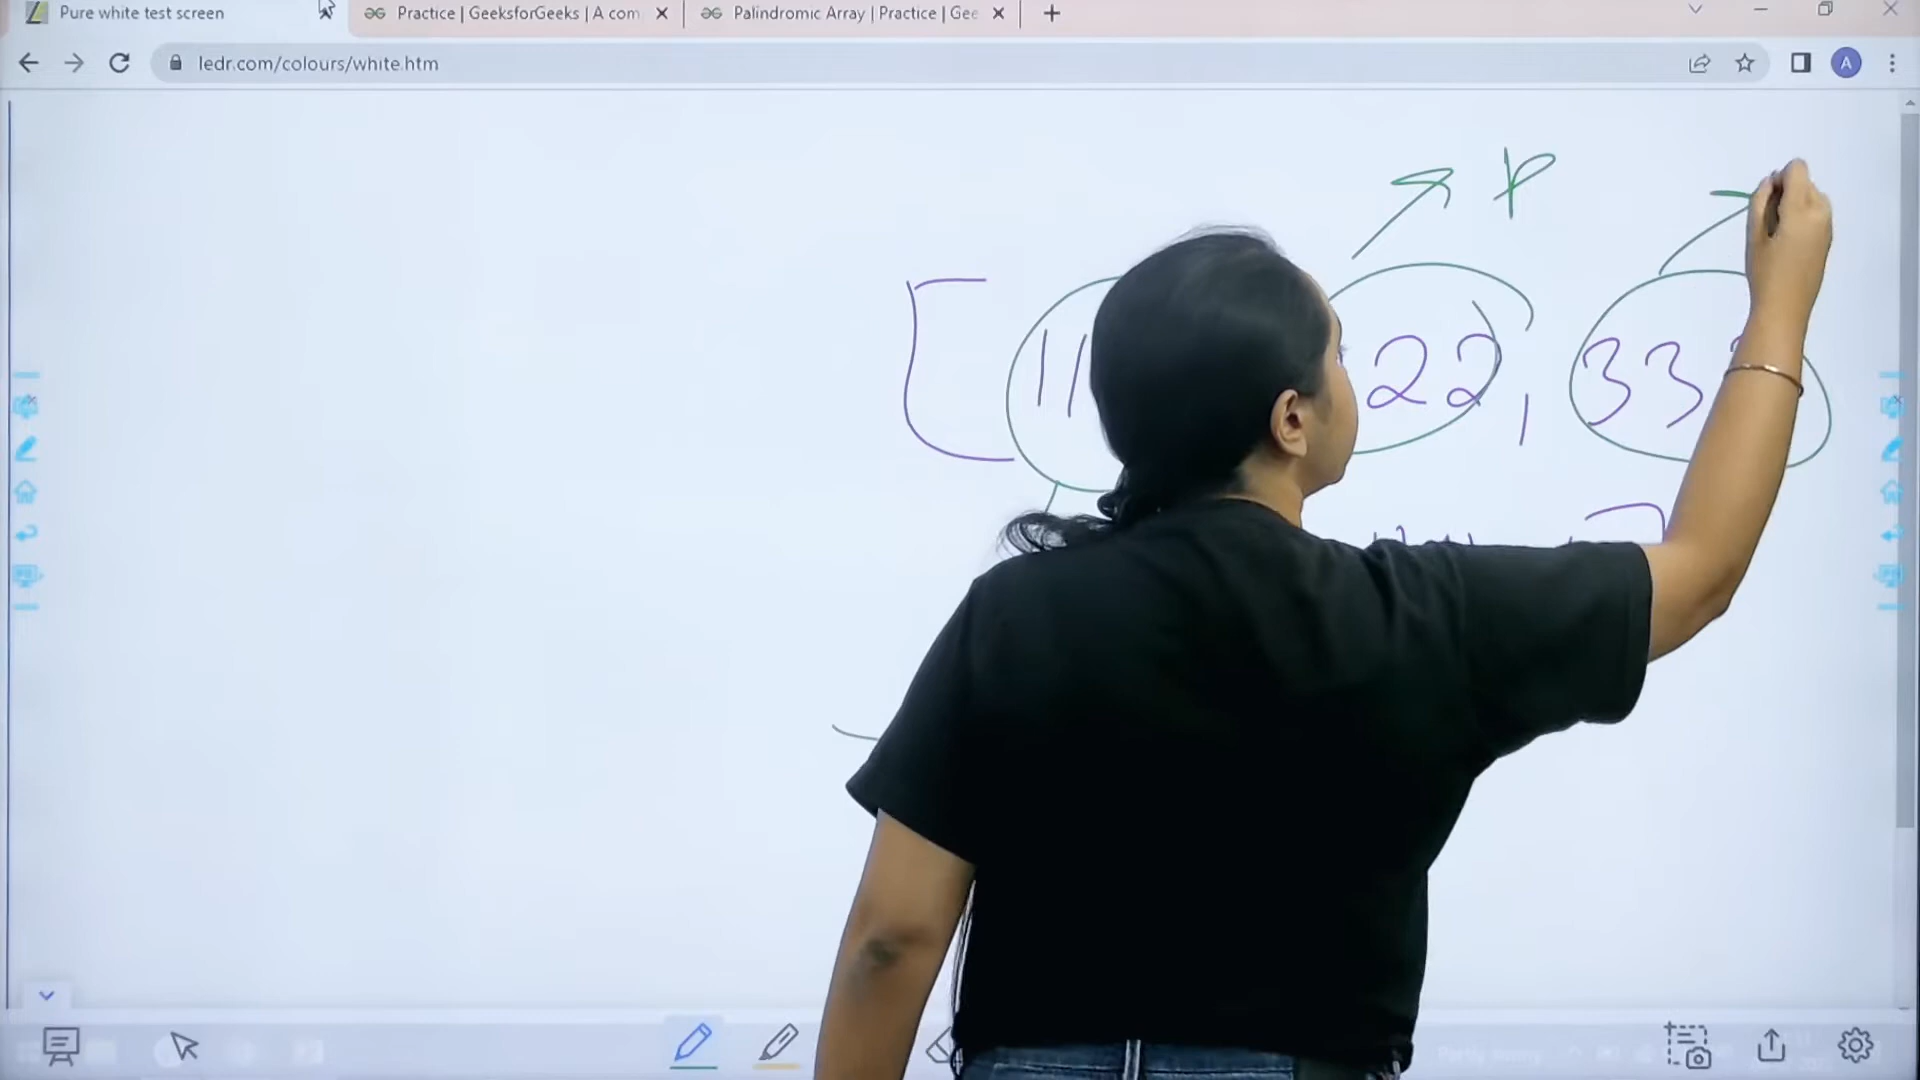 Pure white test screen
Practice | GeeksforGeeks | A com
Palindromic Array | Practice | Gee
ledr.com/colours/white.htm
A
p
[ 11 22, 33
]